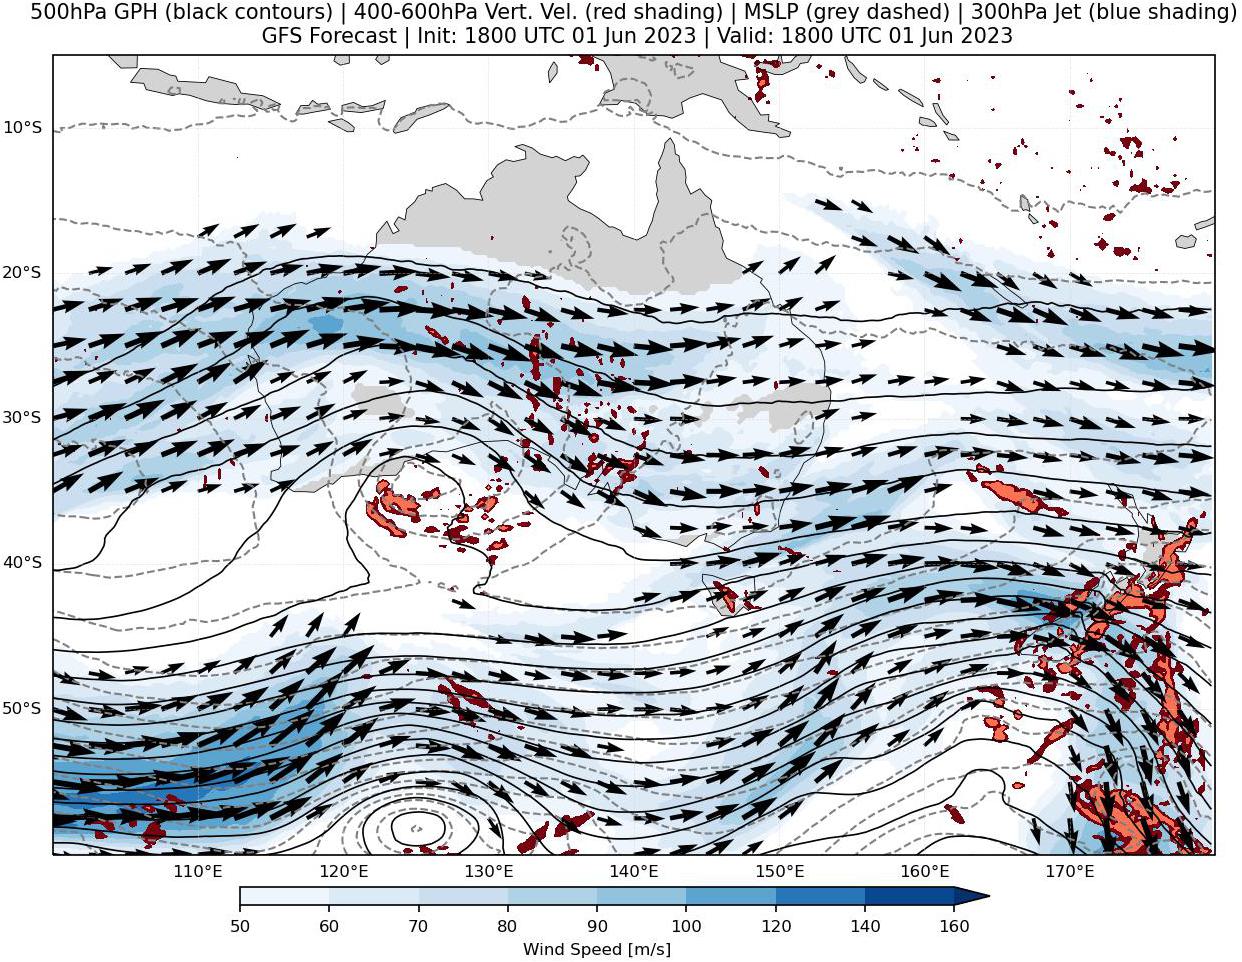 500hPa GPH (black contours) | 400-600hPa Vert. Vel. (red shading) | MSLP (grey dashed) | 300hPa Jet (blue shading)
GFS Forecast | Init: 1800 UTC 01 Jun 2023 | Valid: 1800 UTC 01 Jun 2023
10°S
20°S
30°S
40°S
50°S
110°E 120°E 130°E 140°E 150°E 160°E 170°E
50 60 70 80 90 100 120 140 160
Wind Speed [m/s]